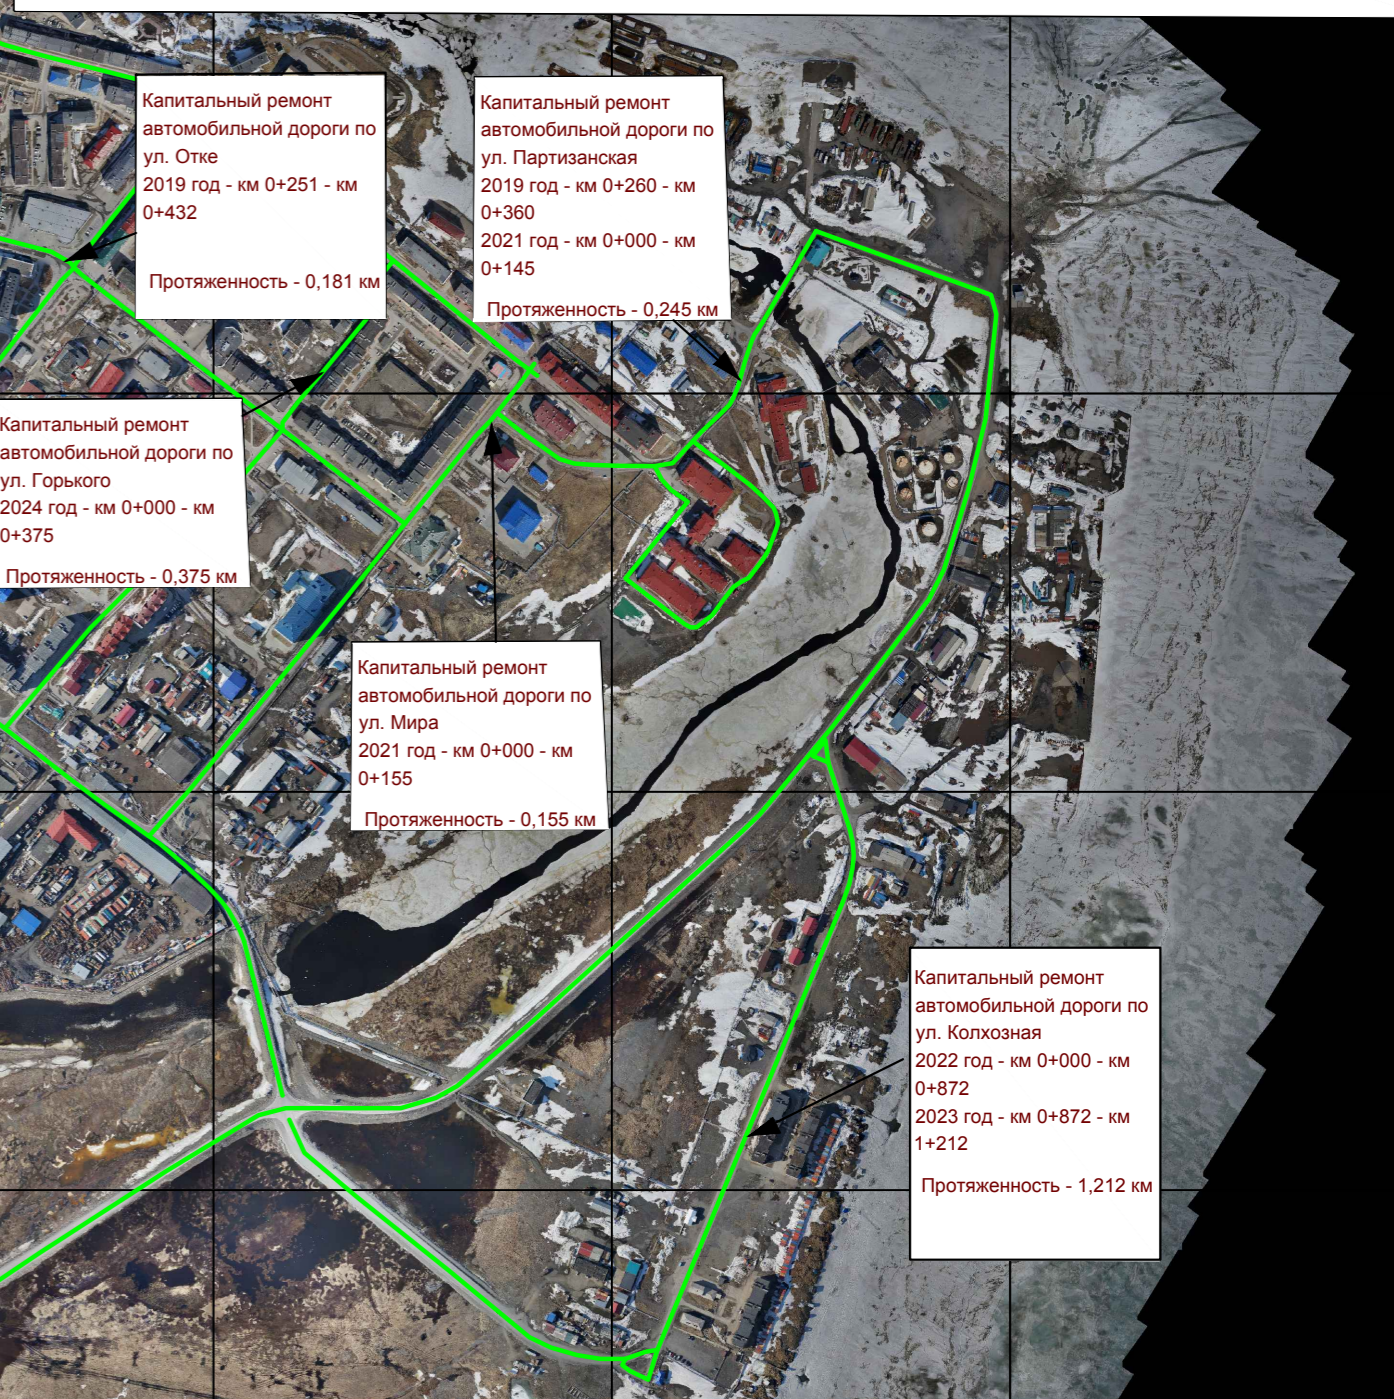 Капитальный ремонт
автомобильной дороги по
ул. Отке
2019 год - км 0+251 - км
0+432
Протяженность - 0,181 км
Капитальный ремонт
автомобильной дороги по
ул. Партизанская
2019 год - км 0+260 - км
0+360
2021 год - км 0+000 - км
0+145
Протяженность - 0,245 км
Капитальный ремонт
автомобильной дороги по
ул. Горького
2024 год - км 0+000 - км
0+375
Протяженность - 0,375 км
Капитальный ремонт
автомобильной дороги по
ул. Мира
2021 год - км 0+000 - км
0+155
Протяженность - 0,155 км
Капитальный ремонт
автомобильной дороги по
ул. Колхозная
2022 год - км 0+000 - км
0+872
2023 год - км 0+872 - км
1+212
Протяженность - 1,212 км